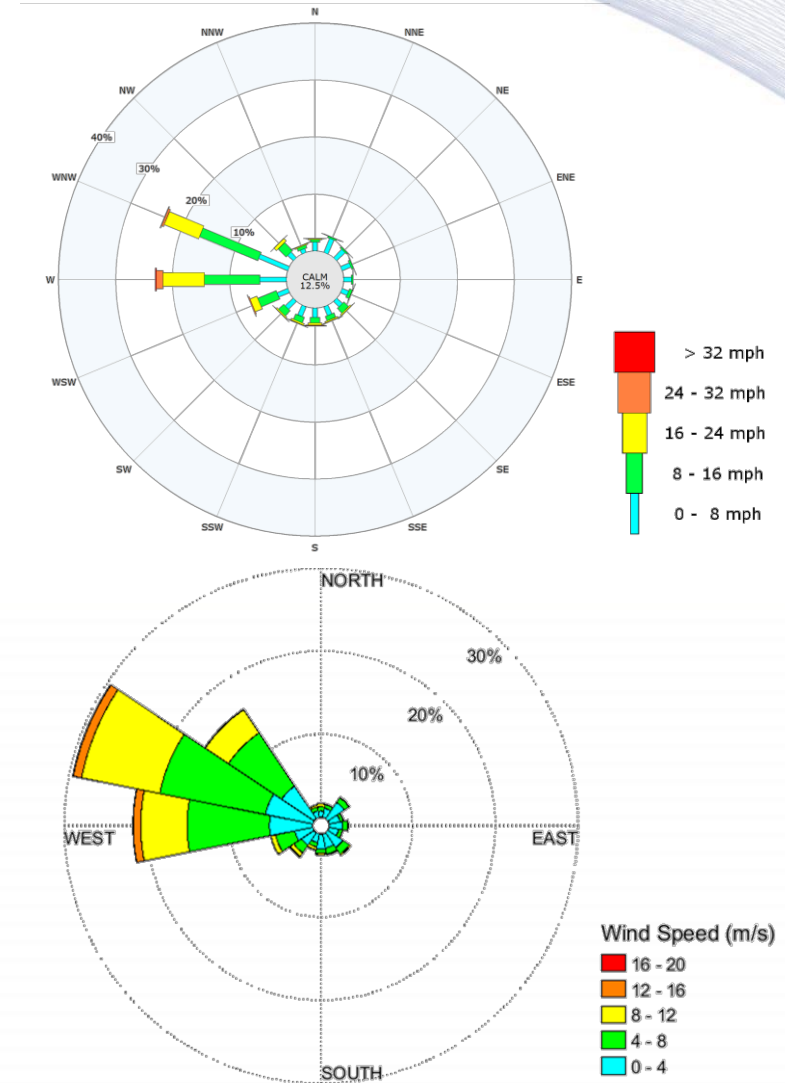 N
NNW
NNE
NW
NE
40%
30%
WNW
ENE
20%
10%
W
CALM
12.5%
E
WSW
ESE
SW
SE
SSW
SSE
S
> 32 mph
24 - 32 mph
16 - 24 mph
8 - 16 mph
0 - 8 mph
NORTH
30%
20%
10%
WEST
EAST
SOUTH
Wind Speed (m/s)
16 - 20
12 - 16
8 - 12
4 - 8
0 - 4